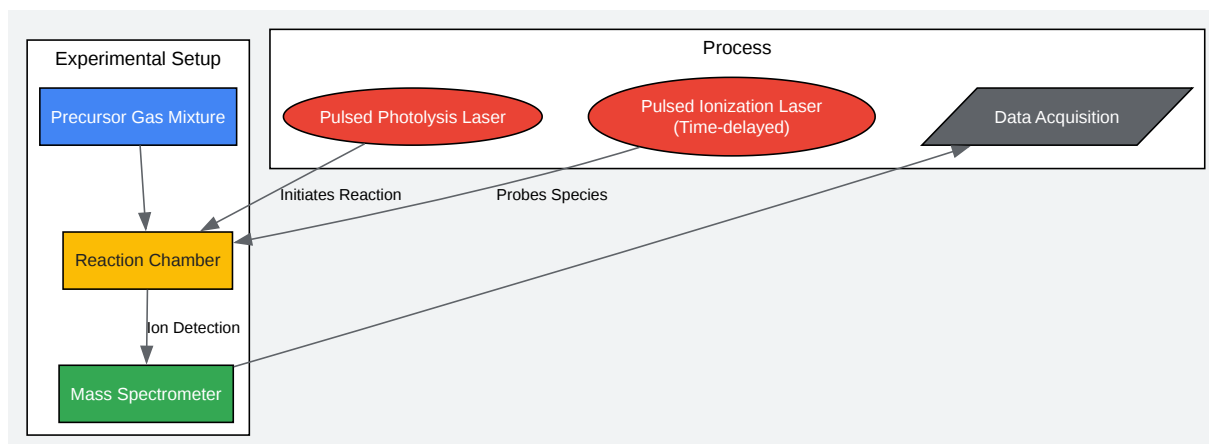 Experimental Setup
Process
Precursor Gas Mixture
Pulsed Photolysis Laser
Pulsed Ionization Laser
(Time-delayed)
Data Acquisition
Initiates Reaction
Probes Species
Reaction Chamber
Ion Detection
Mass Spectrometer